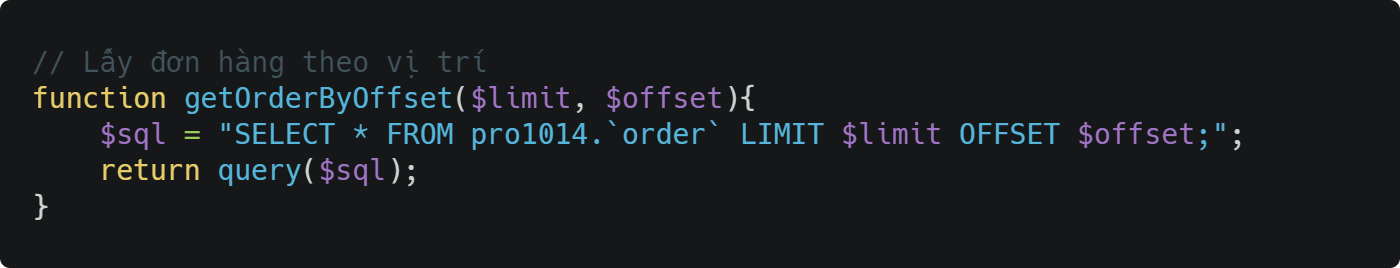 // Lấy đơn hàng theo vị trí
function getOrderByOffset($limit, $offset){
    $sql = "SELECT * FROM pro1014.`order` LIMIT $limit OFFSET $offset;";
    return query($sql);
}